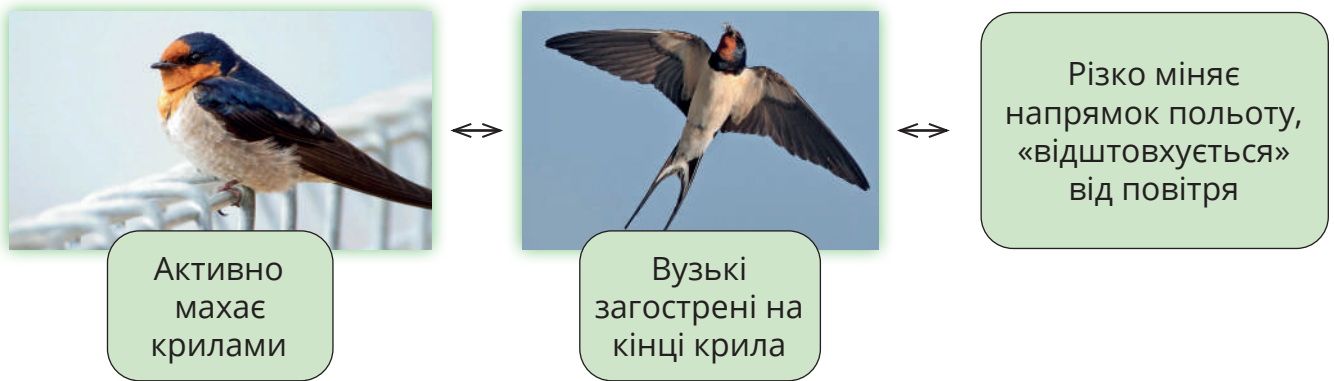 Активно
махає
крилами
Вузькі
загострені на
кінці крила
Різко міняє
напрямок польоту,
«відштовхується»
від повітря